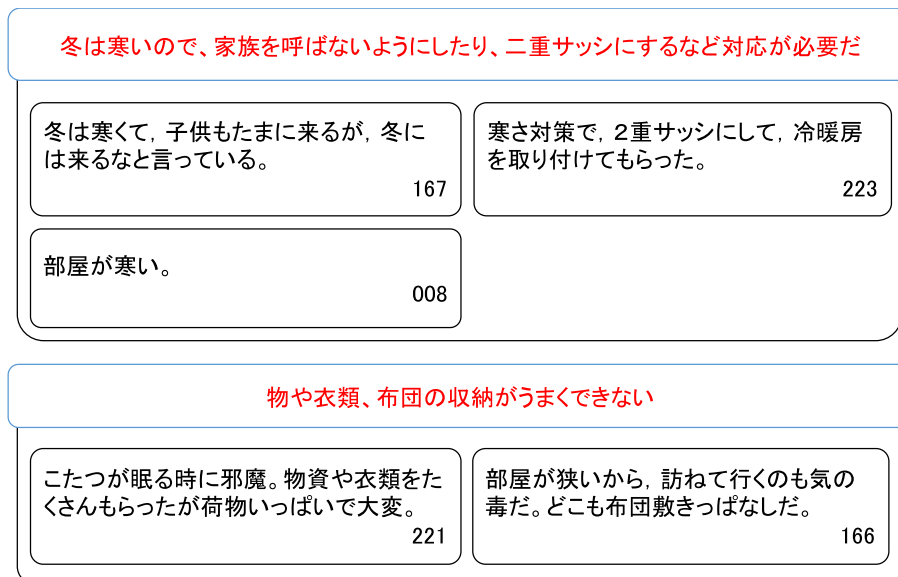 冬は寒いので、家族を呼ばないようにしたり、二重サッシにするなど対応が必要だ
冬は寒くて，子供もたまに来るが，冬に
は来るなと言っている。
167
寒さ対策で，２重サッシにして，冷暖房
を取り付けてもらった。
223
部屋が寒い。
008
物や衣類、布団の収納がうまくできない
こたつが眠る時に邪魔。物資や衣類をた
くさんもらったが荷物いっぱいで大変。
221
部屋が狭いから，訪ねて行くのも気の
毒だ。どこも布団敷きっぱなしだ。
166